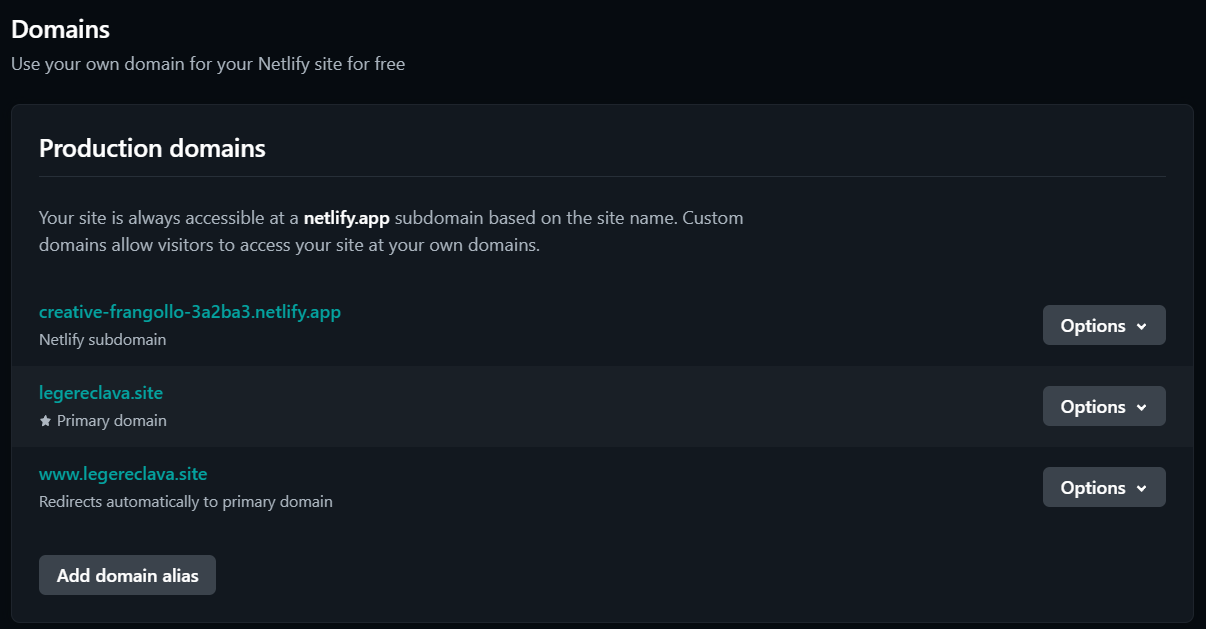 Domains
Use your own domain for your Netlify site for free
Production domains
Your site is always accessible at a netlify.app subdomain based on the site name. Custom
domains allow visitors to access your site at your own domains.
creative-frangollo-3a2ba3.netlify.app
Netlify subdomain
Options
legereclava.site
Primary domain
Options
www.legereclava.site
Redirects automatically to primary domain
Options
Add domain alias